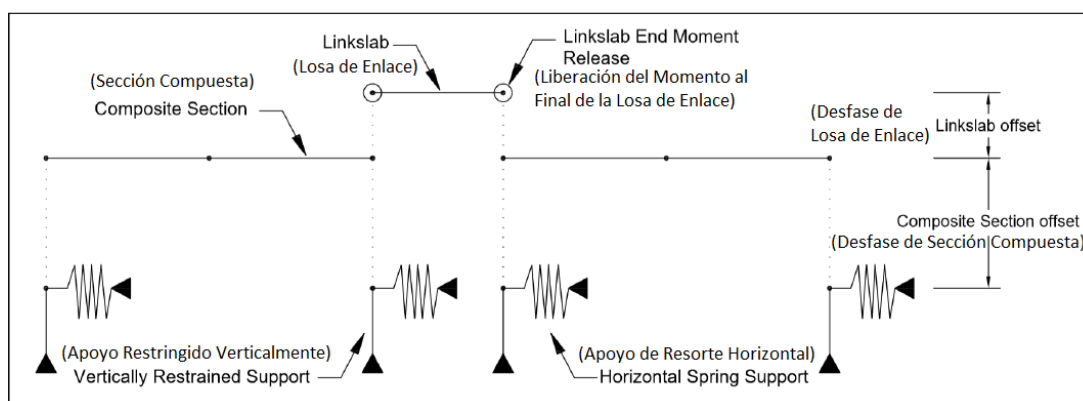 Linkslab
(Losa de Enlace)
Linkslab End Moment
Release
(Liberación del Momento al
Final de la Losa de Enlace)
(Sección Compuesta)
Composite Section
(Desfase de
Losa de Enlace)
Linkslab offset
Composite Section offset
(Desfase de Sección Compuesta)
(Apoyo Restringido Verticalmente)
Vertically Restrained Support
(Apoyo de Resorte Horizontal)
Horizontal Spring Support